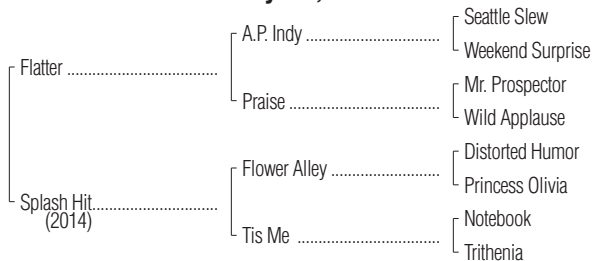 Seattle Slew
A.P. Indy
Weekend Surprise
Flatter
Mr. Prospector
Praise
Wild Applause
Distorted Humor
Flower Alley
Princess Olivia
Splash Hit
(2014)
Notebook
Tis Me
Trithenia